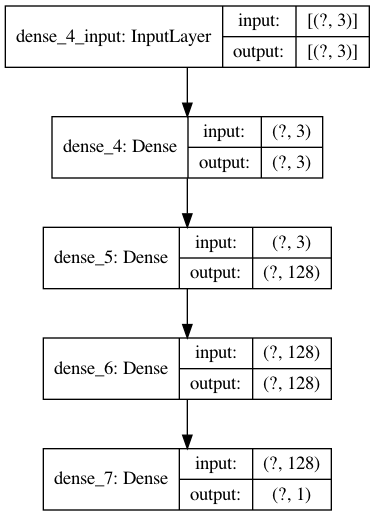 dense_4_input: InputLayer
input: [(?, 3)]
output: [(?, 3)]
dense_4: Dense
input: (?, 3)
output: (?, 3)
dense_5: Dense
input: (?, 3)
output: (?, 128)
dense_6: Dense
input: (?, 128)
output: (?, 128)
dense_7: Dense
input: (?, 128)
output: (?, 1)